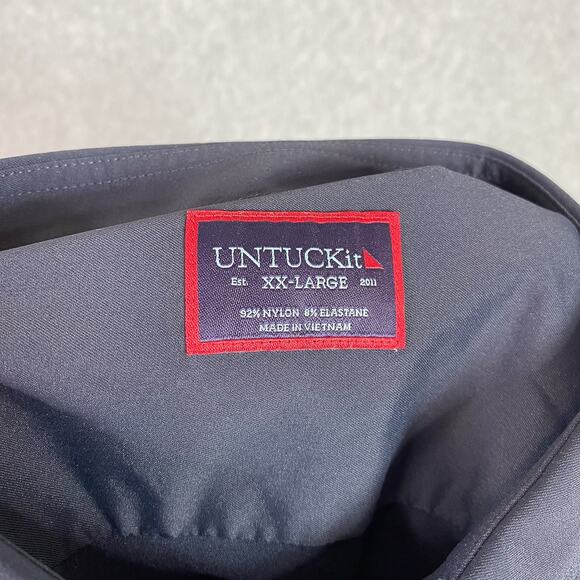 UNTUCKit
Est. XX-LARGE 2011
92% NYLON 8% ELASTANE
MADE IN VIETNAM